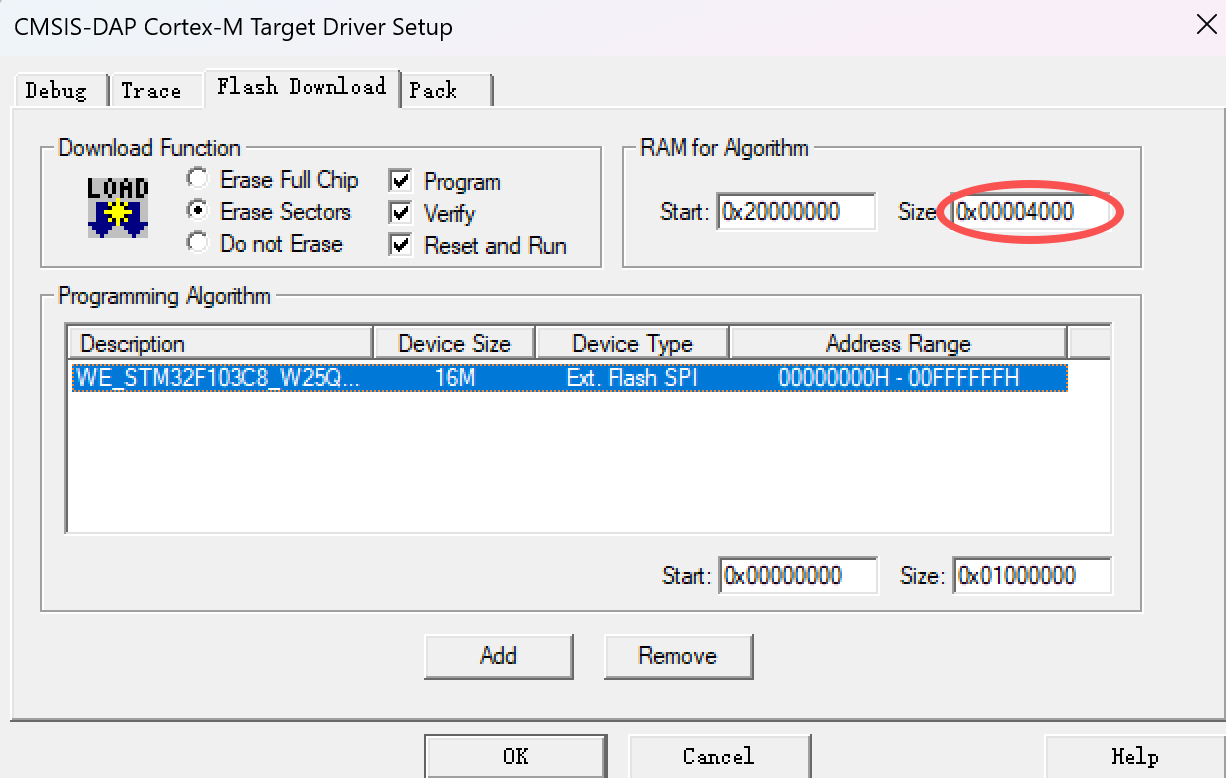 CMSIS-DAP Cortex-M Target Driver Setup
Debug Trace Flash Download Pack
Download Function
LOAD
Erase Full Chip
Erase Sectors
Do not Erase
Program
Verify
Reset and Run
RAM for Algorithm
Start: 0x20000000 Size: 0x00004000
Programming Algorithm
Description Device Size Device Type Address Range
WE_STM32F103C8_W25Q... 16M Ext. Flash SPI 00000000H - 00FFFFFFH
Start: 0x00000000 Size: 0x01000000
Add Remove
OK Cancel Help